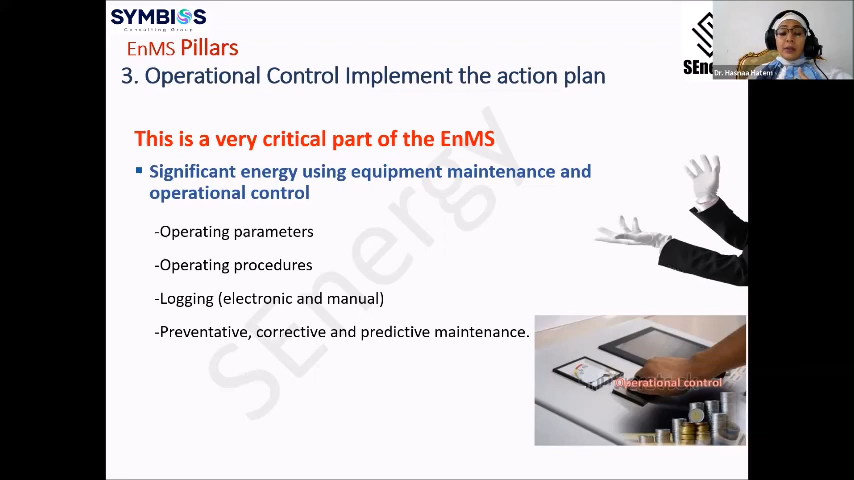 SYMBIOS
Consulting Group
EnMS Pillars
3. Operational Control Implement the action plan
SEne
Dr. Hasnaa Hatem
This is a very critical part of the EnMS
▪ Significant energy using equipment maintenance and
operational control
-Operating parameters
-Operating procedures
-Logging (electronic and manual)
-Preventative, corrective and predictive maintenance.
Operational control
SEnergy